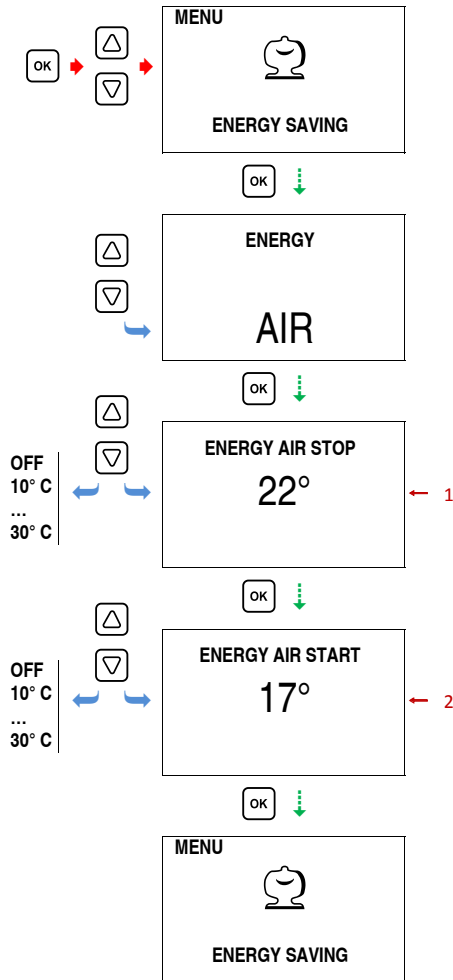 MENU
OK
ENERGY SAVING
OK
ENERGY
AIR
OK
ENERGY AIR STOP
OFF
10° C
...
30° C
22°
1
OK
ENERGY AIR START
OFF
10° C
...
30° C
17°
2
OK
MENU
ENERGY SAVING